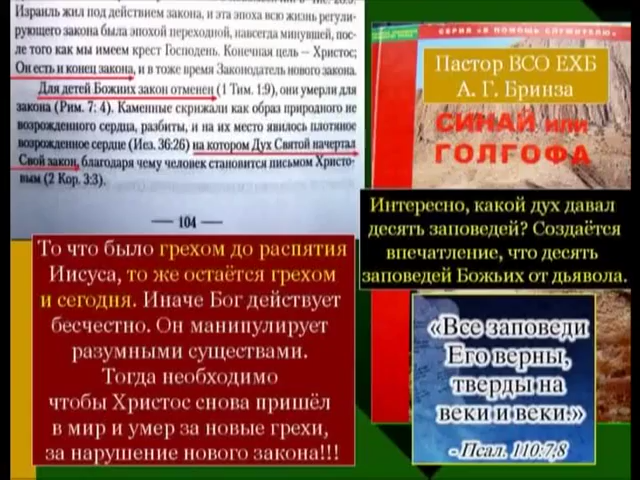 Израиль жил под действием закона, и эта эпоха всю жизнь регули-
рующего закона была эпохой переходной, навсегда минувшей, пос-
ле того как мы имеем крест Господень. Конечная цель — Христос;
Он есть и конец закона, и в тоже время Законодатель нового закона.
Для детей Божиих закон отменен (1 Тим. 1:9), они умерли для
закона (Рим. 7: 4). Каменные скрижали как образ природного не
возрожденного сердца, разбиты, и на их место явилось плотяное
возрожденное сердце (Иез. 36:26) на котором Дух Святой начертал
Свой закон, благодаря чему человек становится письмом Христо-
вым (2 Кор. 3:3).
— 104 —
То что было грехом до распятия
Иисуса, то же остаётся грехом
и сегодня. Иначе Бог действует
бесчестно. Он манипулирует
разумными существами.
Тогда необходимо
чтобы Христос снова пришёл
в мир и умер за новые грехи,
за нарушение нового закона!!!
СЕРИЯ «В ПОМОЩЬ СЛУЖИТЕЛЮ»
Пастор ВСО ЕХБ
А. Г. Бринза
СИНАЙ или
ГОЛГОФА
Интересно, какой дух давал
десять заповедей? Создаётся
впечатление, что десять
заповедей Божьих от дьявола.
«Все заповеди
Его верны,
тверды на
веки и веки.»
- Псал. 110:7,8